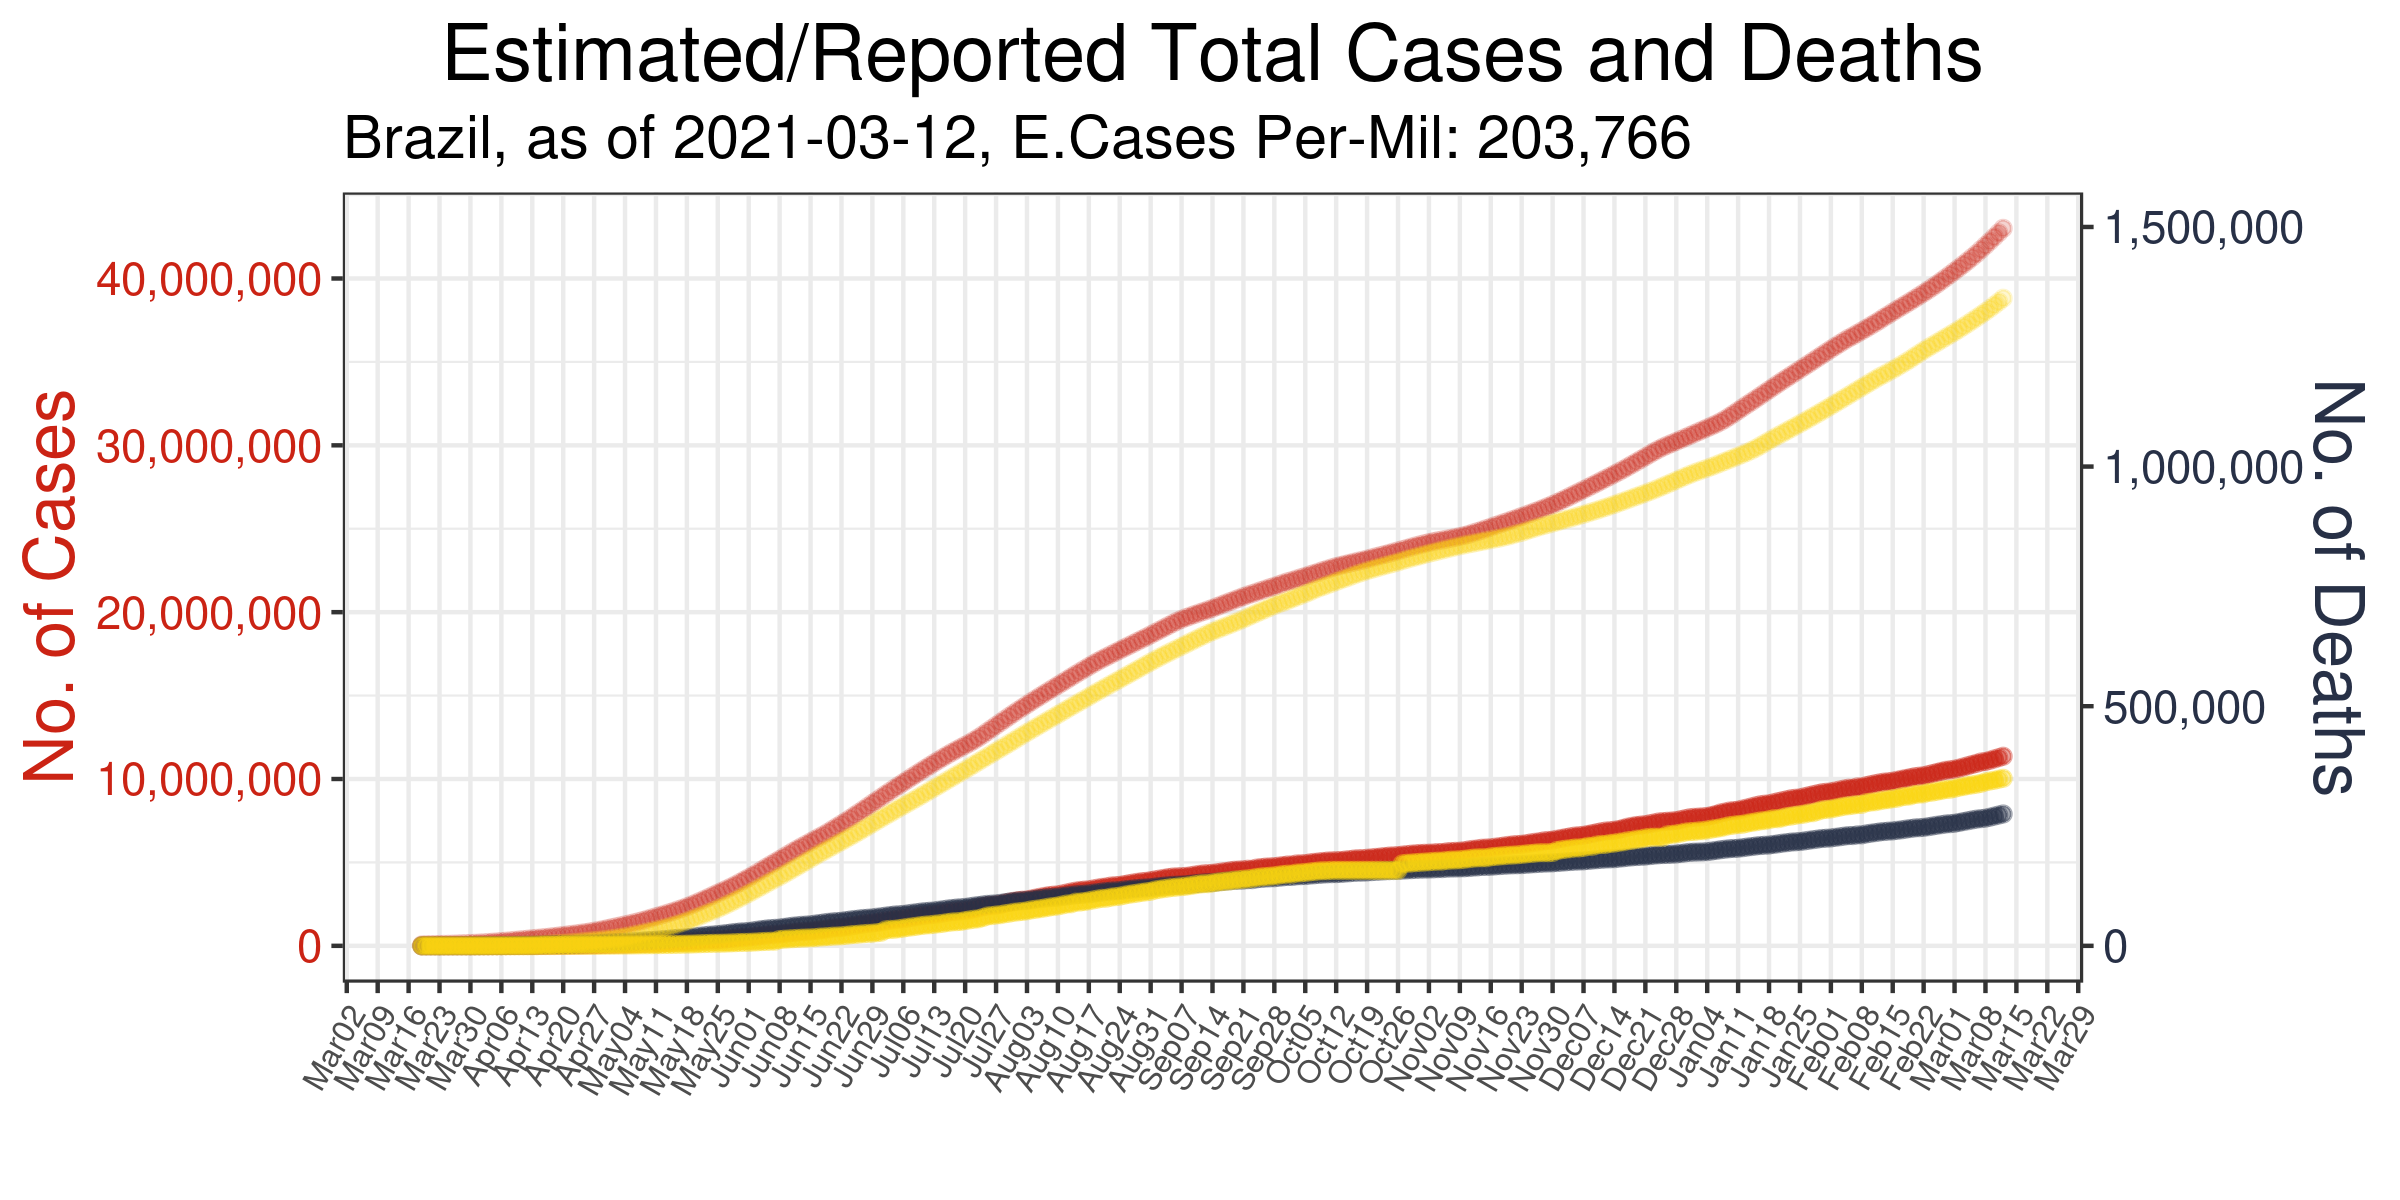 Estimated/Reported Total Cases and Deaths
Brazil, as of 2021-03-12, E.Cases Per-Mil: 203,766
No. of Cases
40,000,000
30,000,000
20,000,000
10,000,000
0
1,500,000
1,000,000
500,000
0
No. of Deaths
Mar02
Mar09
Mar16
Mar23
Mar30
Apr06
Apr13
Apr20
Apr27
May04
May11
May18
May25
Jun01
Jun08
Jun15
Jun22
Jun29
Jul06
Jul13
Jul20
Jul27
Aug03
Aug10
Aug17
Aug24
Aug31
Sep07
Sep14
Sep21
Sep28
Oct05
Oct12
Oct19
Oct26
Nov02
Nov09
Nov16
Nov23
Nov30
Dec07
Dec14
Dec21
Dec28
Jan04
Jan11
Jan18
Jan25
Feb01
Feb08
Feb15
Feb22
Mar01
Mar08
Mar15
Mar22
Mar29